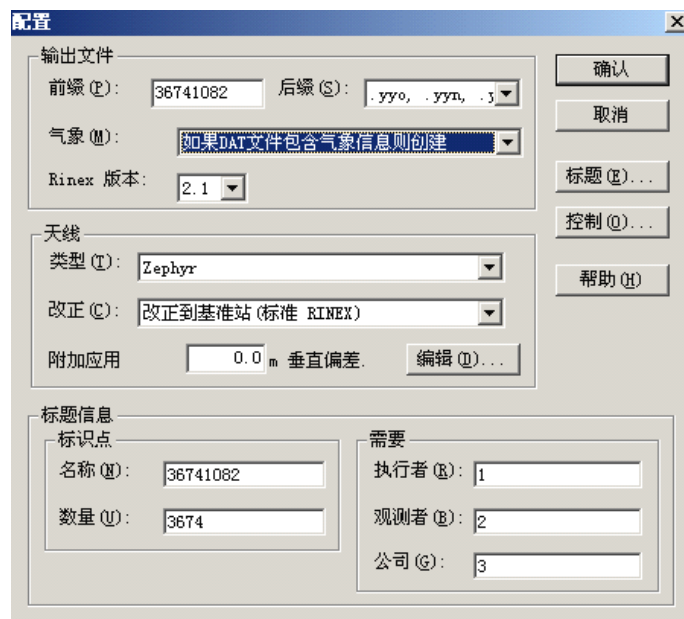 配置
输出文件
前缀(P): 36741082 后缀(S): .yyo, .yyn, .y
气象(M): 如果DAT文件包含气象信息则创建
Rinex 版本: 2.1
确认
取消
标题(E)...
控制(O)...
帮助(H)
天线
类型(T): Zephyr
改正(C): 改正到基准站(标准 RINEX)
附加应用 0.0 m 垂直偏差. 编辑(D)...
标题信息
标识点
名称(N): 36741082
数量(U): 3674
需要
执行者(R): 1
观测者(B): 2
公司(G): 3